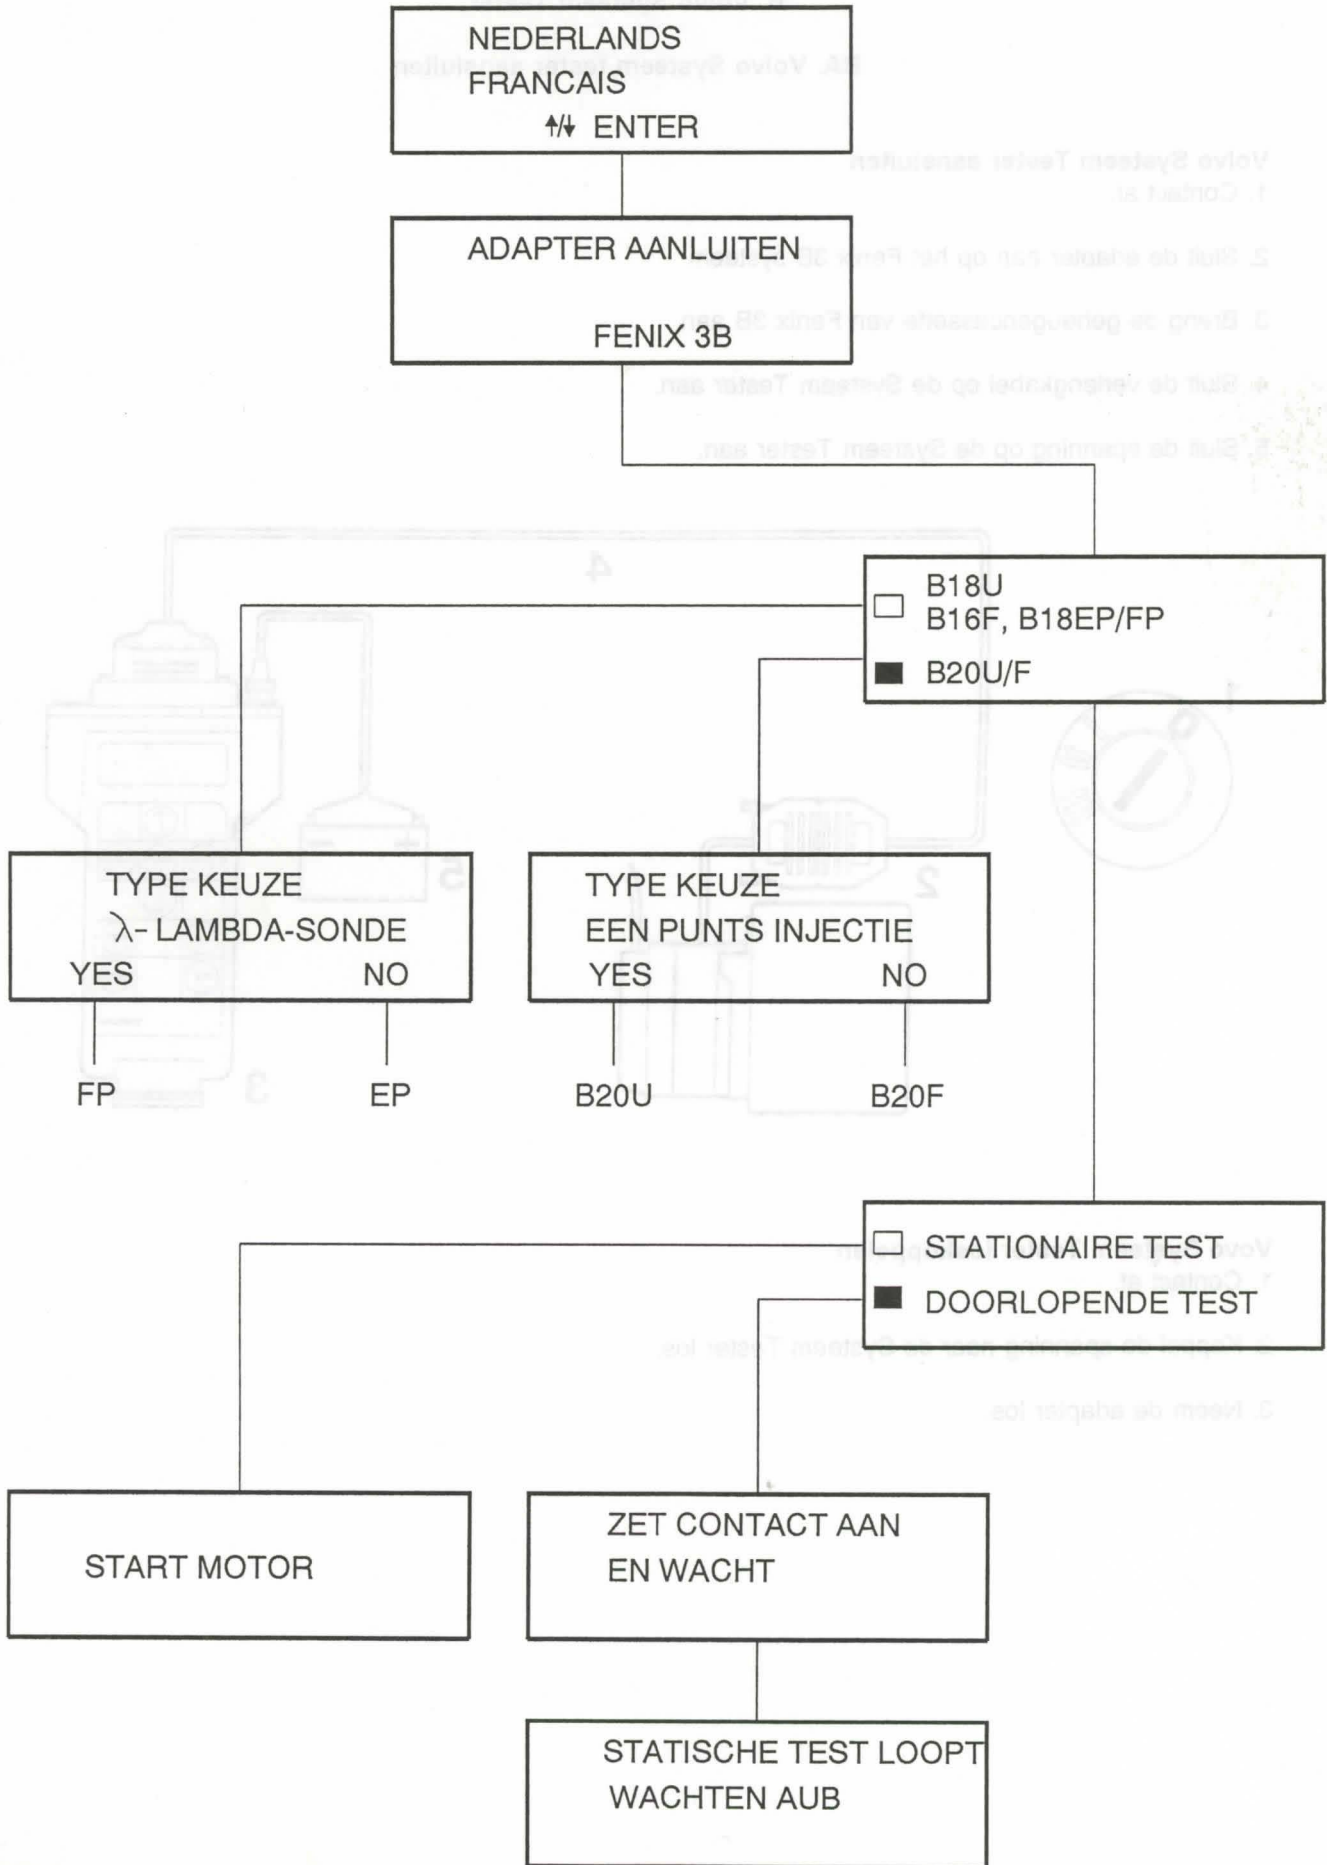 NEDERLANDS
FRANCAIS
↑/↓ ENTER
ADAPTER AANLUITEN
FENIX 3B
B18U
B16F, B18EP/FP
B20U/F
TYPE KEUZE
λ-LAMBDA-SONDE
YES NO
FP EP
TYPE KEUZE
EEN PUNTS INJECTIE
YES NO
B20U B20F
STATIONAIRE TEST
DOORLOPENDE TEST
START MOTOR
ZET CONTACT AAN
EN WACHT
STATISCHE TEST LOOPT
WACHTEN AUB